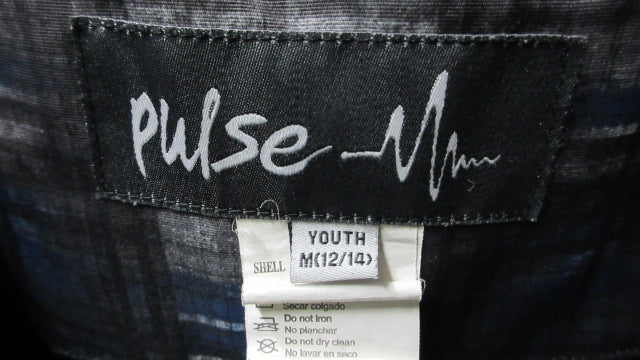 Pulse
YOUTH
M(12/14)
SHELL
Secar colgado
Do not Iron
No planchar
Do not dry clean
No lavar en seco